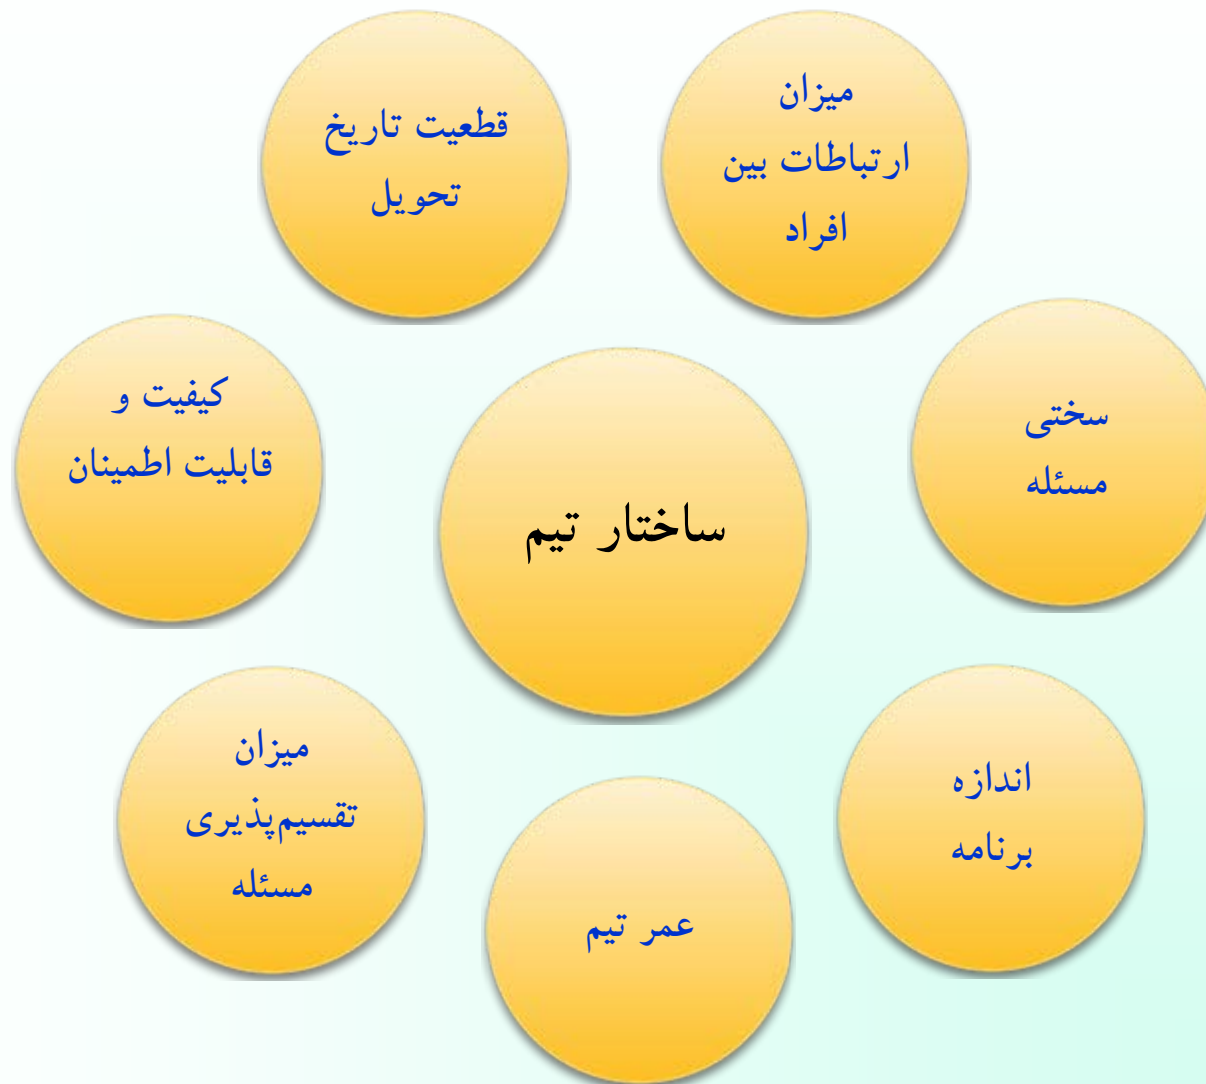 میزان
ارتباطات بین
افراد
قطعیت تاریخ
تحویل
سختی
مسئله
کیفیت و
قابلیت اطمینان
ساختار تیم
اندازه
برنامه
میزان
تقسیم‌پذیری
مسئله
عمر تیم